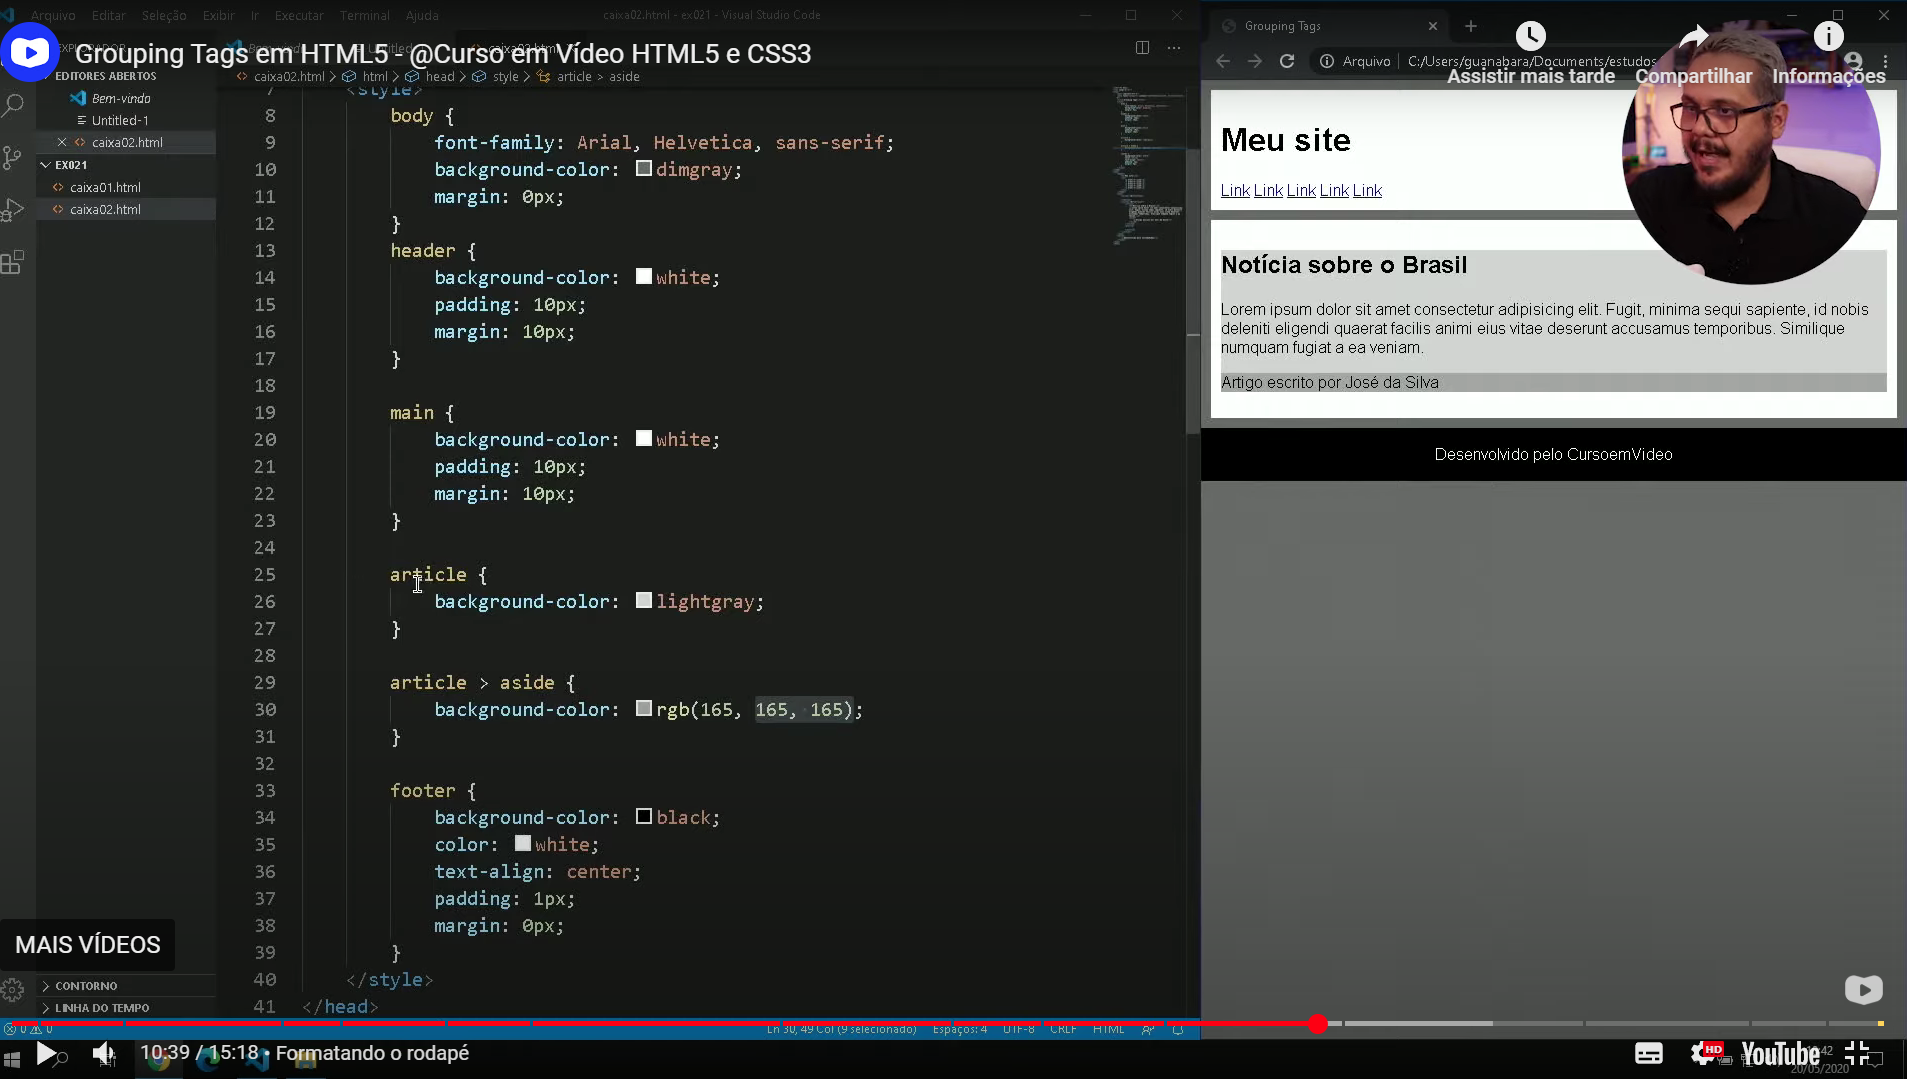 Arquivo Editar Seleção Exibir Ir Executar Terminal Ajuda
caixa02.html - ex021 - Visual Studio Code
Grouping Tags em HTML5 - @Curso em Vídeo HTML5 e CSS3
EDITORES ABERTOS
Bem-vindo
Untitled-1
caixa02.html
EX021
caixa01.html
caixa02.html
CONTORNO
LINHA DO TEMPO
caixa02.html > html > head > style > article > aside
7 <style>
8 body {
9 font-family: Arial, Helvetica, sans-serif;
10 background-color: dimgray;
11 margin: 0px;
12 }
13 header {
14 background-color: white;
15 padding: 10px;
16 margin: 10px;
17 }
18
19 main {
20 background-color: white;
21 padding: 10px;
22 margin: 10px;
23 }
24
25 article {
26 background-color: lightgray;
27 }
28
29 article > aside {
30 background-color: rgb(165, 165, 165);
31 }
32
33 footer {
34 background-color: black;
35 color: white;
36 text-align: center;
37 padding: 1px;
38 margin: 0px;
39 }
40 </style>
41 </head>
Grouping Tags
Arquivo C:/Users/guanabara/Documents/estudos
Assistir mais tarde Compartilhar Informações
Meu site
Link Link Link Link Link
Notícia sobre o Brasil
Lorem ipsum dolor sit amet consectetur adipisicing elit. Fugit, minima sequi sapiente, id nobis
deleniti eligendi quaerat facilis animi eius vitae deserunt accusamus temporibus. Similique
numquam fugiat a ea veniam.
Artigo escrito por José da Silva
Desenvolvido pelo CursoemVideo
MAIS VÍDEOS
0 0
Ln 30, 49 Col (9 selecionado) Espaços: 4 UTF-8 CRLF HTML
10:39 / 15:18 • Formatando o rodapé
HD
YouTube
20/05/2020